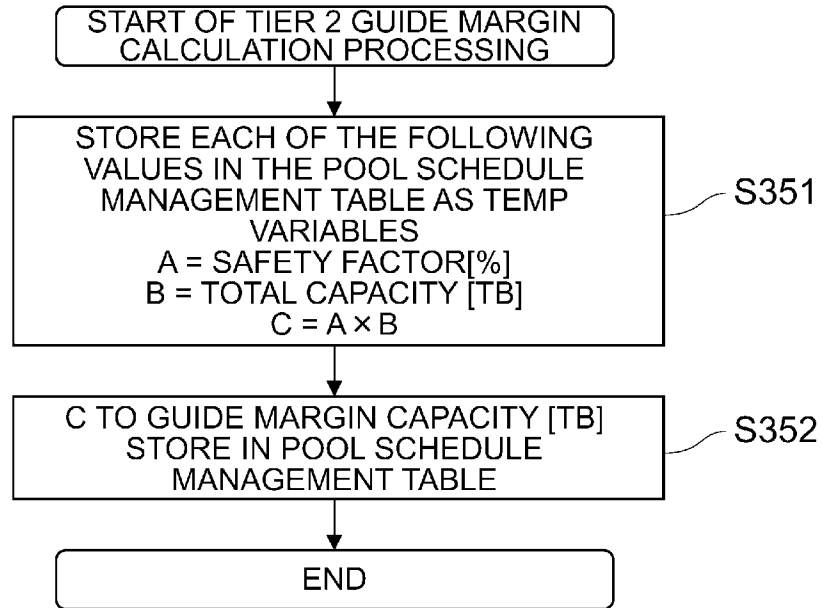 START OF TIER 2 GUIDE MARGIN
CALCULATION PROCESSING
STORE EACH OF THE FOLLOWING
VALUES IN THE POOL SCHEDULE
MANAGEMENT TABLE AS TEMP
VARIABLES
A = SAFETY FACTOR[%]
B = TOTAL CAPACITY [TB]
C = A × B
S351
C TO GUIDE MARGIN CAPACITY [TB]
STORE IN POOL SCHEDULE
MANAGEMENT TABLE
S352
END